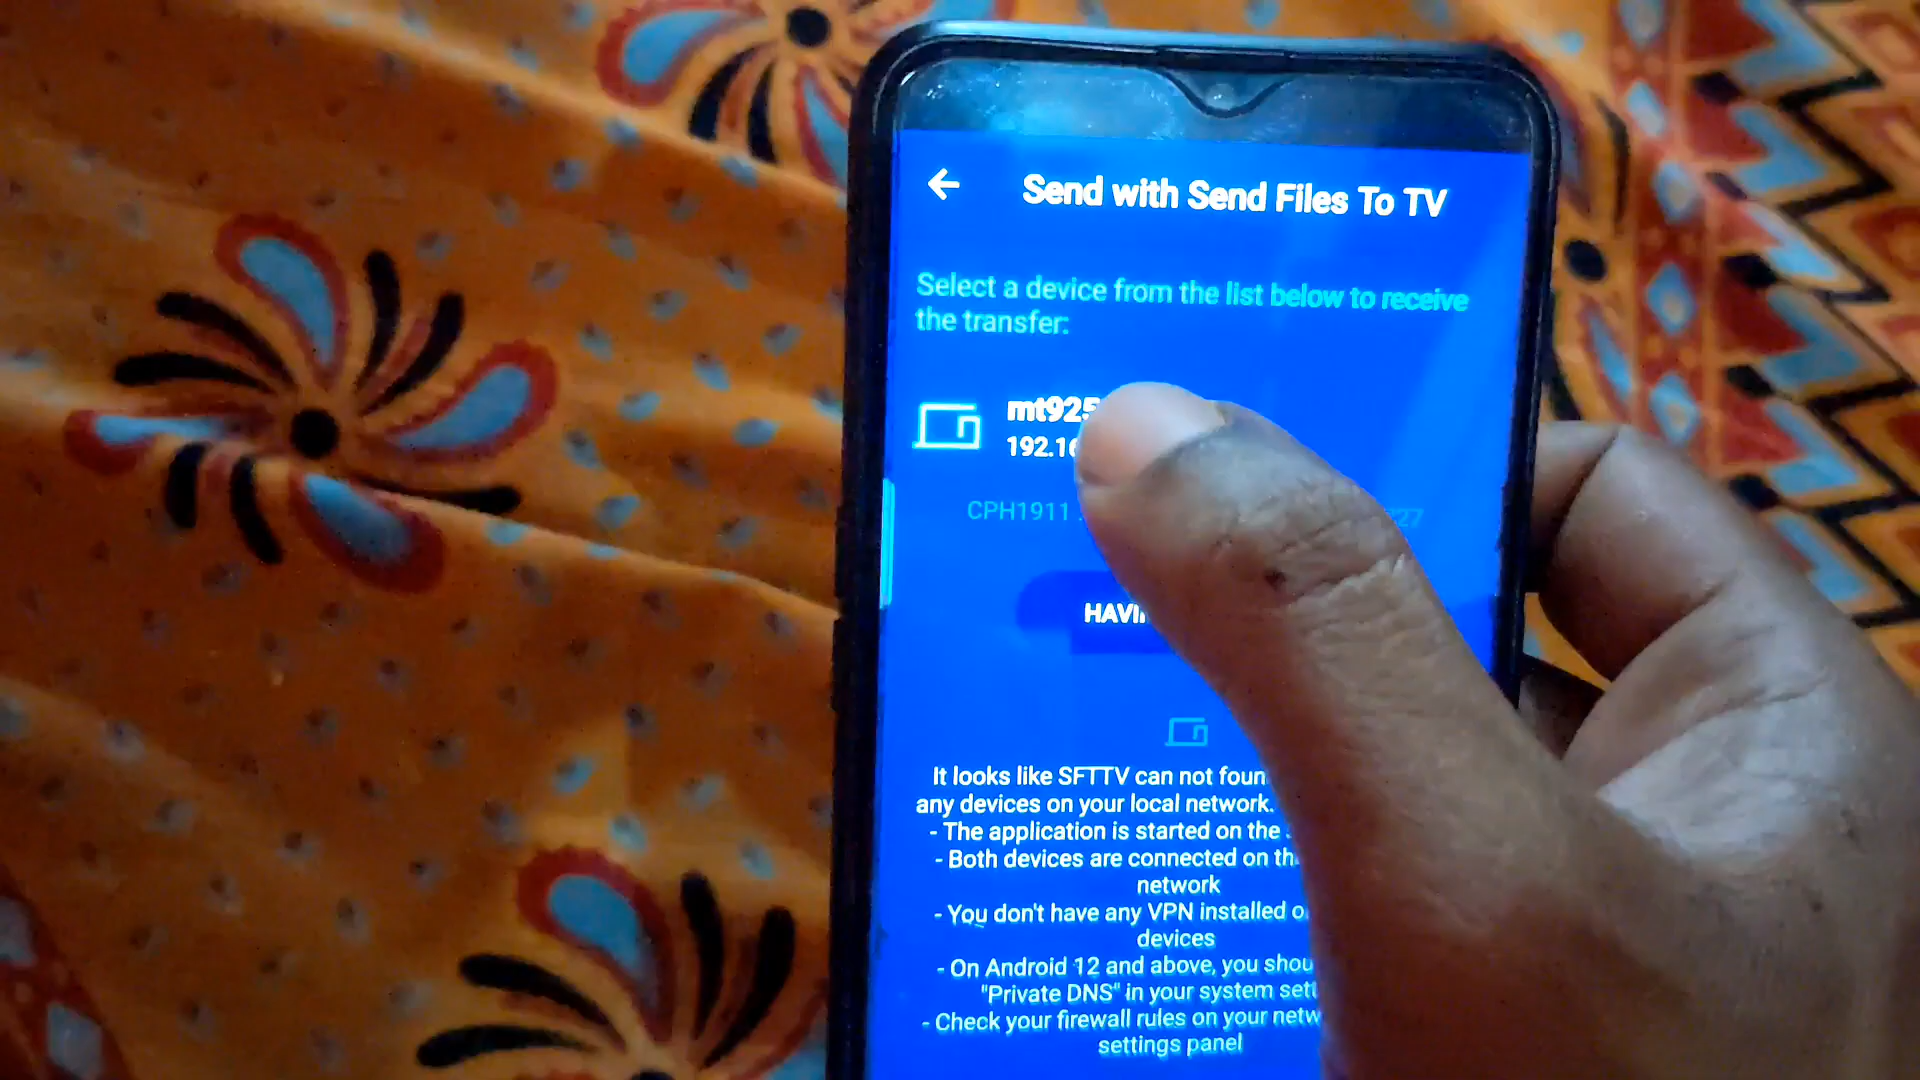 Send with Send Files To TV
Select a device from the list below to receive
the transfer:
mt925
192.16
CPH1911
27
It looks like SFTTV can not foun
any devices on your local network.
- The application is started on the
- Both devices are connected on th
network
- You don't have any VPN installed o
devices
- On Android 12 and above, you shou
"Private DNS" in your system sett
- Check your firewall rules on your netw
settings panel